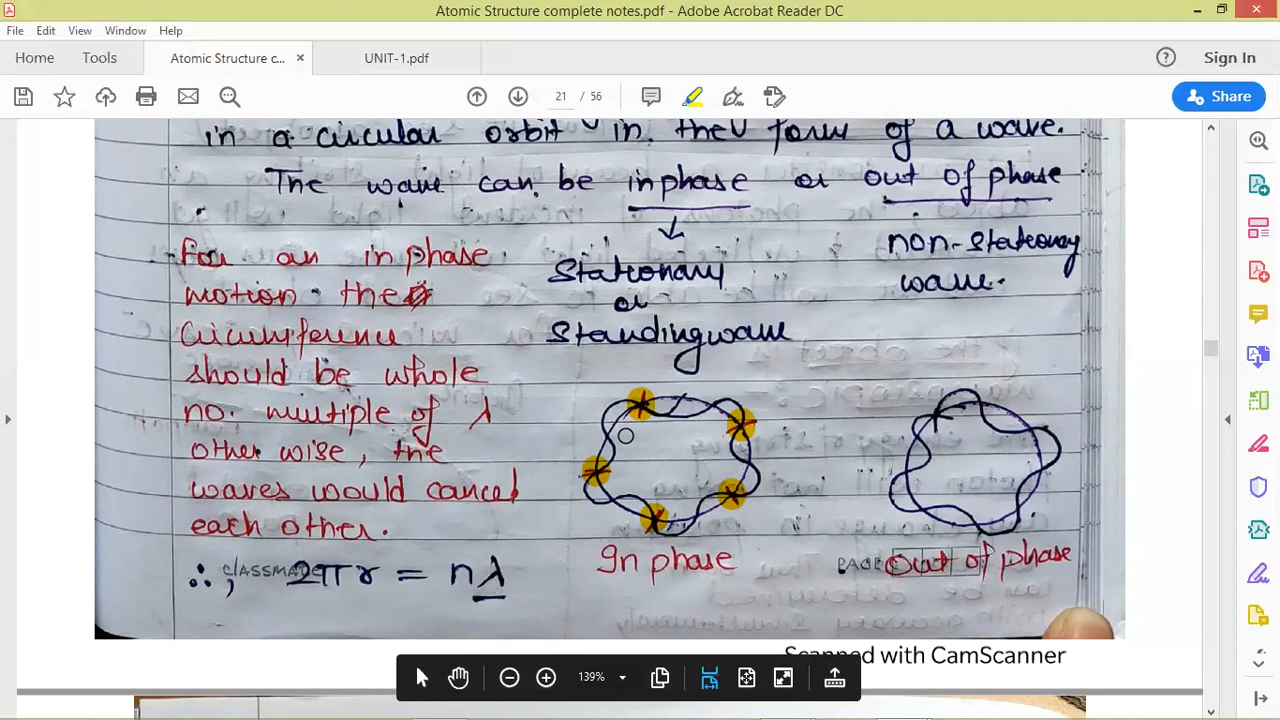 Atomic Structure complete notes.pdf - Adobe Acrobat Reader DC
File Edit View Window Help
Home Tools Atomic Structure c... × UNIT-1.pdf Sign In
21 / 56 Share
in a circular orbit in the form of a wave.
The wave can be inphase or out of phase
↓
non-stationary
wave.
Stationary
or
Standing wave
For an in phase
motion the
Circumference
should be whole
no. multiple of λ
other wise, the
waves would cancel
each other.
∴, 2πr = nλ
CLASSMATE
In phase
PAGE
Out of phase
Scanned with CamScanner
139%